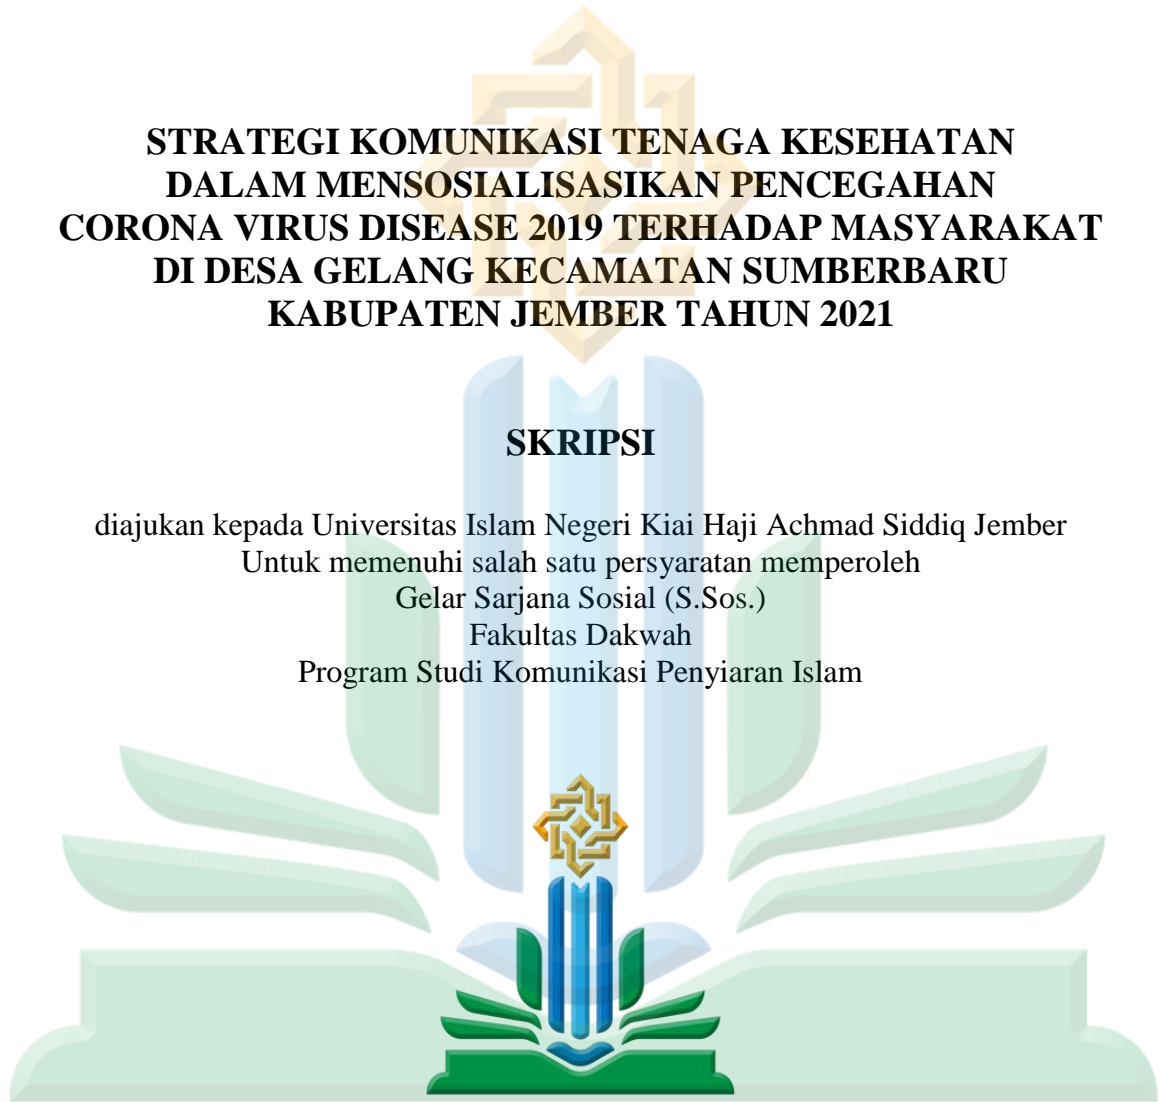 STRATEGI KOMUNIKASI TENAGA KESEHATAN
DALAM MENSOSIALISASIKAN PENCEGAHAN
CORONA VIRUS DISEASE 2019 TERHADAP MASYARAKAT
DI DESA GELANG KECAMATAN SUMBERBARU
KABUPATEN JEMBER TAHUN 2021
SKRIPSI
diajukan kepada Universitas Islam Negeri Kiai Haji Achmad Siddiq Jember
Untuk memenuhi salah satu persyaratan memperoleh
Gelar Sarjana Sosial (S.Sos.)
Fakultas Dakwah
Program Studi Komunikasi Penyiaran Islam